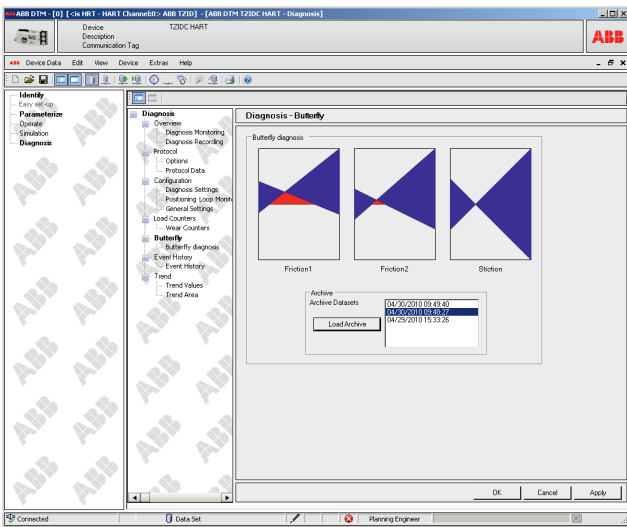 ABB DTM - [0] [ <is HRT - HART Channel:0> ABB TZID] - [ABB DTM TZIDC HART - Diagnosis]
Device TZIDC HART
Description
Communication Tag
ABB
ABB Device Data Edit View Device Extras Help
Identify
Easy set-up
Parameterize
Operate
Simulation
Diagnosis
Diagnosis
Overview
Diagnosis Monitoring
Diagnosis Recording
Protocol
Options
Protocol Data
Configuration
Diagnosis Settings
Positioning Loop Monito
General Settings
Load Counters
Wear Counters
Butterfly
Butterfly diagnosis
Event History
Event History
Trend
Trend Values
Trend Area
Diagnosis - Butterfly
Butterfly diagnosis
Friction1 Friction2 Stiction
Archive
Archive Datasets
04/30/2010 09:49:40
04/30/2010 09:48:27
04/29/2010 15:33:26
Load Archive
OK Cancel Apply
Connected Data Set Planning Engineer